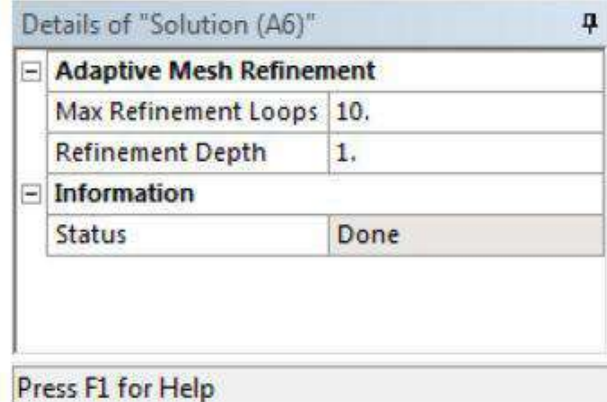 Details of "Solution (A6)"
Adaptive Mesh Refinement
Max Refinement Loops 10.
Refinement Depth 1.
Information
Status Done
Press F1 for Help